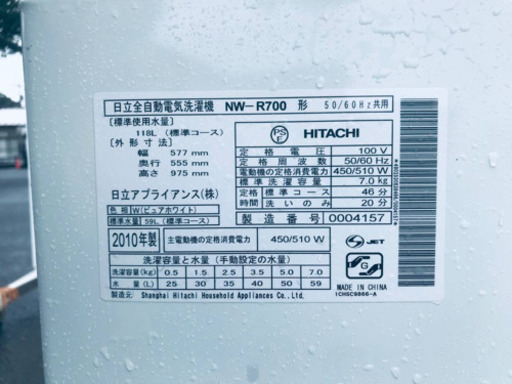 日立全自動電気洗濯機 NW-R700 形 50/60Hz共用
[標準使用水量]
118L (標準コース)
[外形寸法]
幅 577 mm
奥行 555 mm
高さ 975 mm
日立アプライアンス(株)
色相 W(ピュアホワイト)
標準水量 59L (標準コース)
PS E HITACHI
定格電圧 100 V
定格周波数 50/60 Hz
電動機の定格消費電力 450/510 W
標準洗濯容量 7.0kg
定格 標準コース 46分
時間 洗いのみ 20分
製造番号 0004157
2010年製 主電動機の定格消費電力 450/510 W
洗濯容量と水量 (手動設定の水量)
洗濯容量(kg) 0.5 1.5 2.5 3.5 5.0 7.0
水量(L) 25 30 35 40 50 59
製造元 Shanghai Hitachi Household Appliances Co., Ltd.
S JET
MADE IN CHINA
1CHSC9866-A